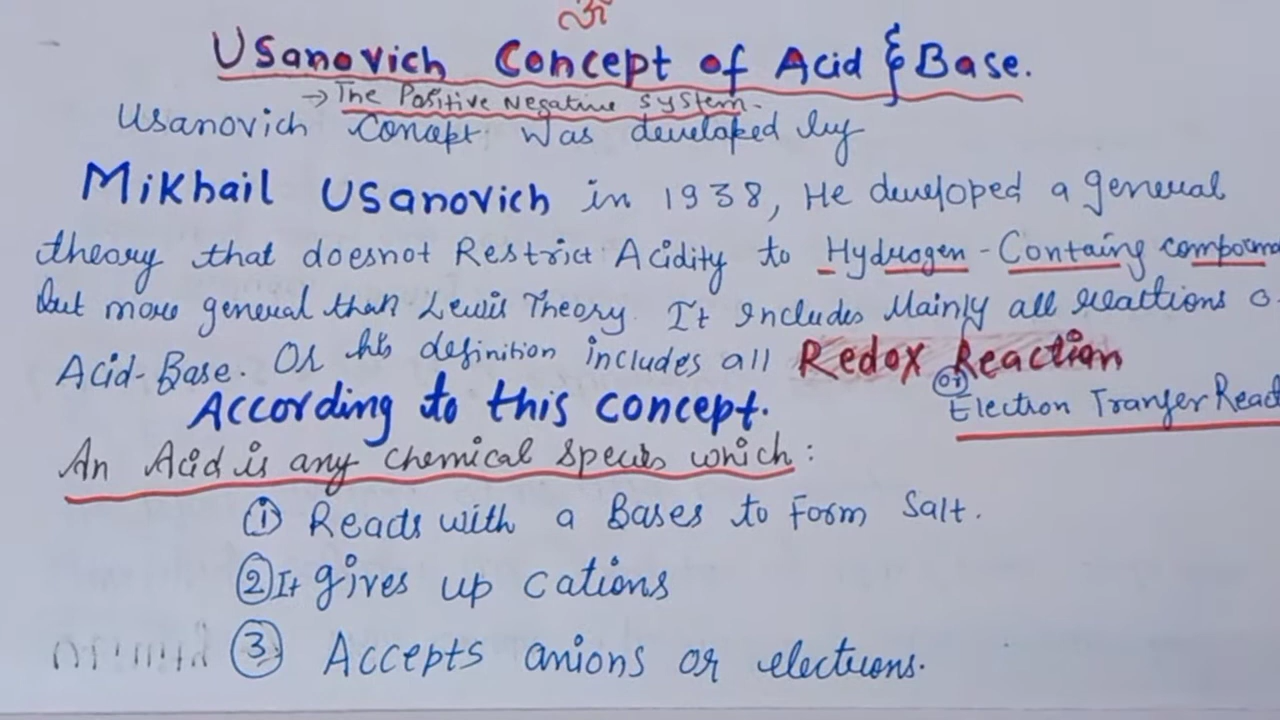 ॐ
Usanovich Concept of Acid & Base.
→ The Positive Negative System.
Usanovich Concept was developed by
Mikhail Usanovich in 1938, He developed a general
theory that doesnot Restrict Acidity to Hydrogen-Containg compoun
but more general than Lewis Theory. It Includes Mainly all reactions o
Acid-Base. Or his definition includes all Redox Reaction
(or)
According to this concept. Electron Tranfer React
An Acid is any chemical species which :
① Reacts with a Bases to Form Salt.
② It gives up cations
③ Accepts anions or electrons.